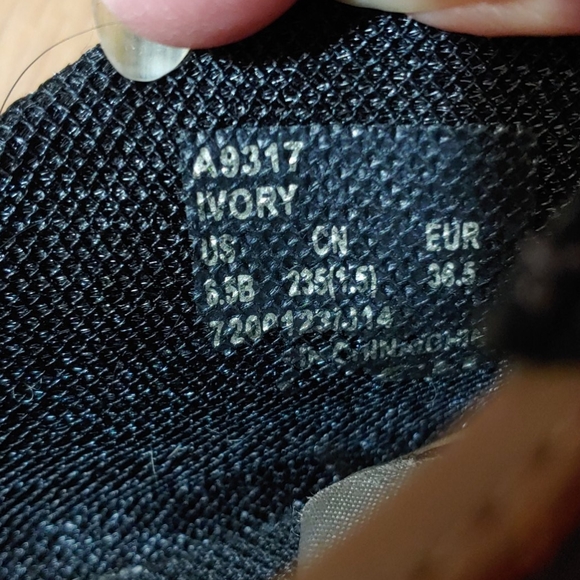 A9317
IVORY
US CN EUR
6.5B 235(1.5) 36.5